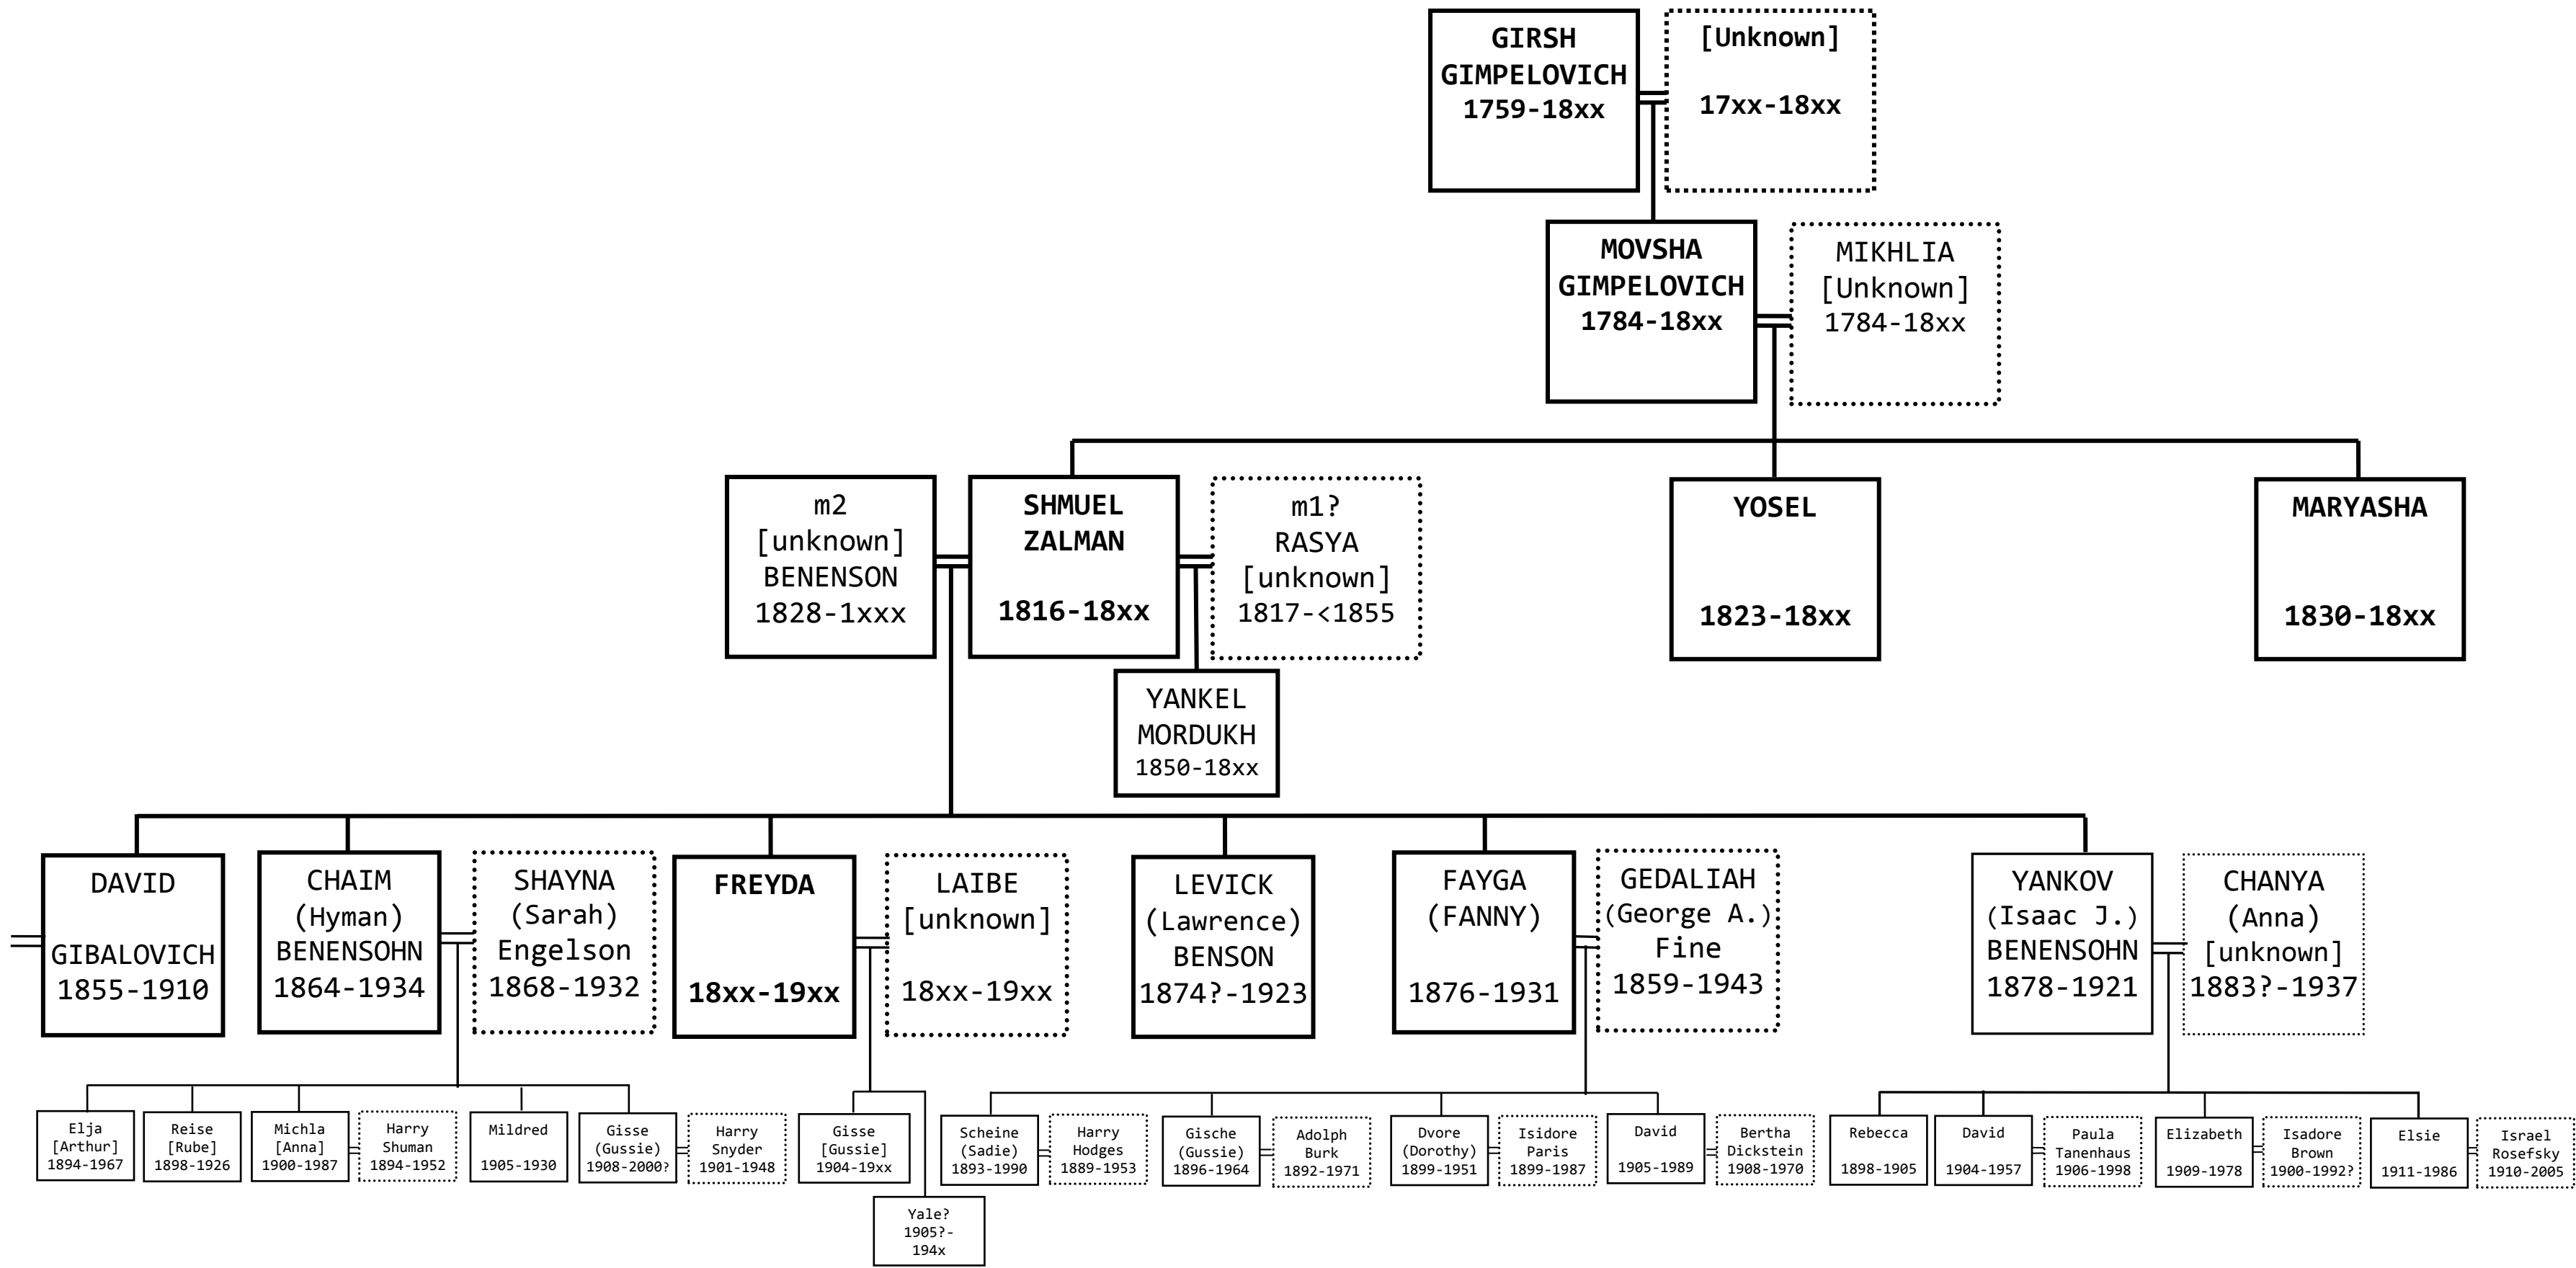 GIRSH
GIMPELOVICH
1759-18xx
[Unknown]
17xx-18xx
MOVSHA
GIMPELOVICH
1784-18xx
MIKHLIA
[Unknown]
1784-18xx
m2
[unknown]
BENENSON
1828-1xxx
SHMUEL
ZALMAN
1816-18xx
m1?
RASYA
[unknown]
1817-<1855
YOSEL
1823-18xx
MARYASHA
1830-18xx
YANKEL
MORDUKH
1850-18xx
DAVID
GIBALOVICH
1855-1910
CHAIM
(Hyman)
BENENSOHN
1864-1934
SHAYNA
(Sarah)
Engelson
1868-1932
FREYDA
18xx-19xx
LAIBE
[unknown]
18xx-19xx
LEVICK
(Lawrence)
BENSON
1874?-1923
FAYGA
(FANNY)
1876-1931
GEDALIAH
(George A.)
Fine
1859-1943
YANKOV
(Isaac J.)
BENENSOHN
1878-1921
CHANYA
(Anna)
[unknown]
1883?-1937
Elja
[Arthur]
1894-1967
Reise
[Rube]
1898-1926
Michla
[Anna]
1900-1987
Harry
Shuman
1894-1952
Mildred
1905-1930
Gisse
(Gussie)
1908-2000?
Harry
Snyder
1901-1948
Gisse
[Gussie]
1904-19xx
Yale?
1905?-
194x
Scheine
(Sadie)
1893-1990
Harry
Hodges
1889-1953
Gische
(Gussie)
1896-1964
Adolph
Burk
1892-1971
Dvore
(Dorothy)
1899-1951
Isidore
Paris
1899-1987
David
1905-1989
Bertha
Dickstein
1908-1970
Rebecca
1898-1905
David
1904-1957
Paula
Tanenhaus
1906-1998
Elizabeth
1909-1978
Isadore
Brown
1900-1992?
Elsie
1911-1986
Israel
Rosefsky
1910-2005